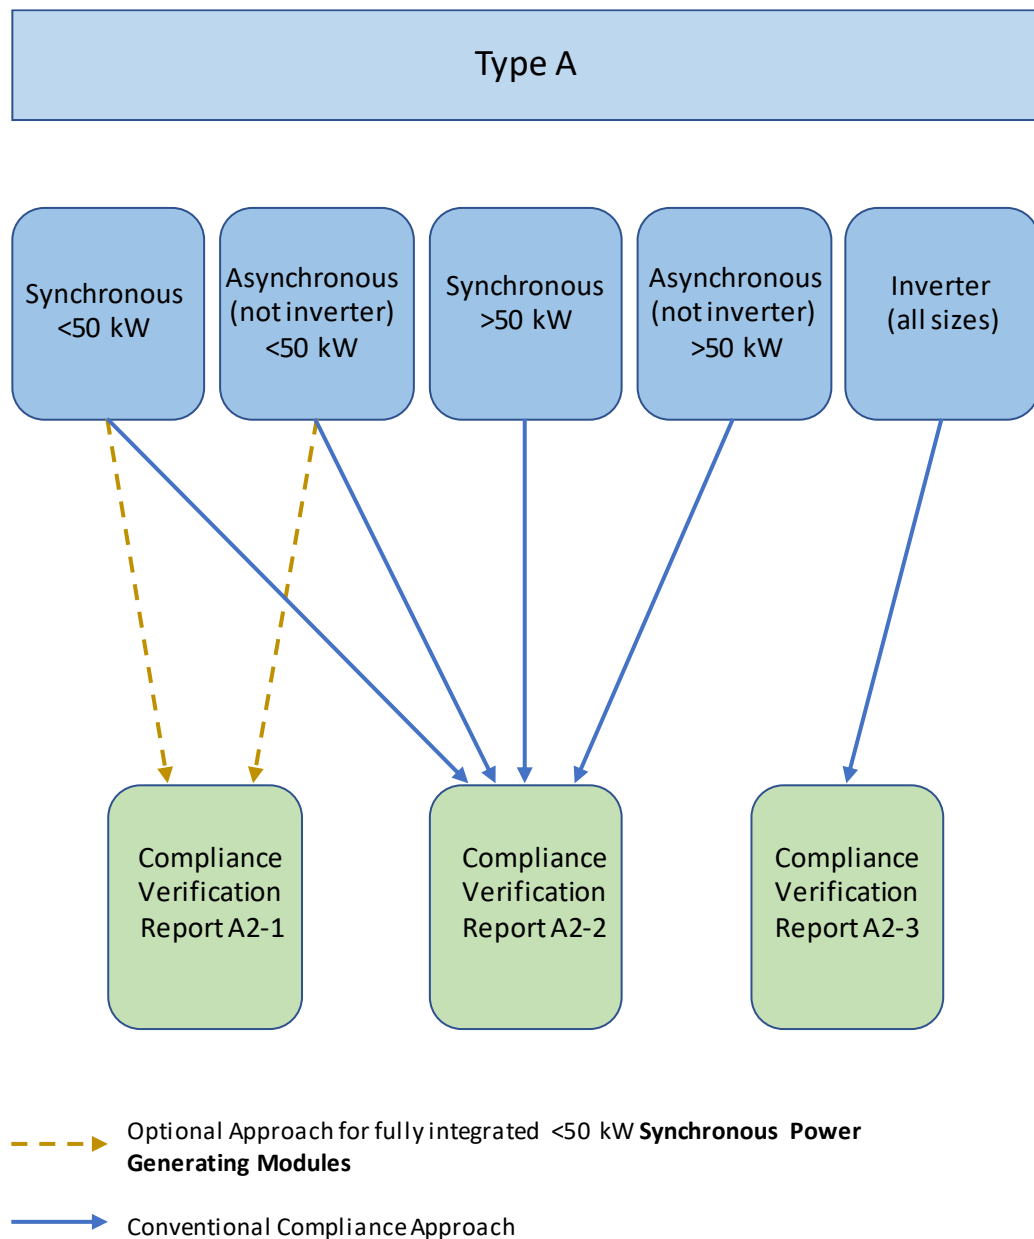 Type A
Synchronous
<50 kW
Asynchronous
(not inverter)
<50 kW
Synchronous
>50 kW
Asynchronous
(not inverter)
>50 kW
Inverter
(all sizes)
Compliance
Verification
Report A2-1
Compliance
Verification
Report A2-2
Compliance
Verification
Report A2-3
Optional Approach for fully integrated <50 kW Synchronous Power
Generating Modules
Conventional Compliance Approach